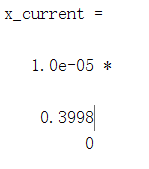 x_current =
1.0e-05 *
0.3998
0